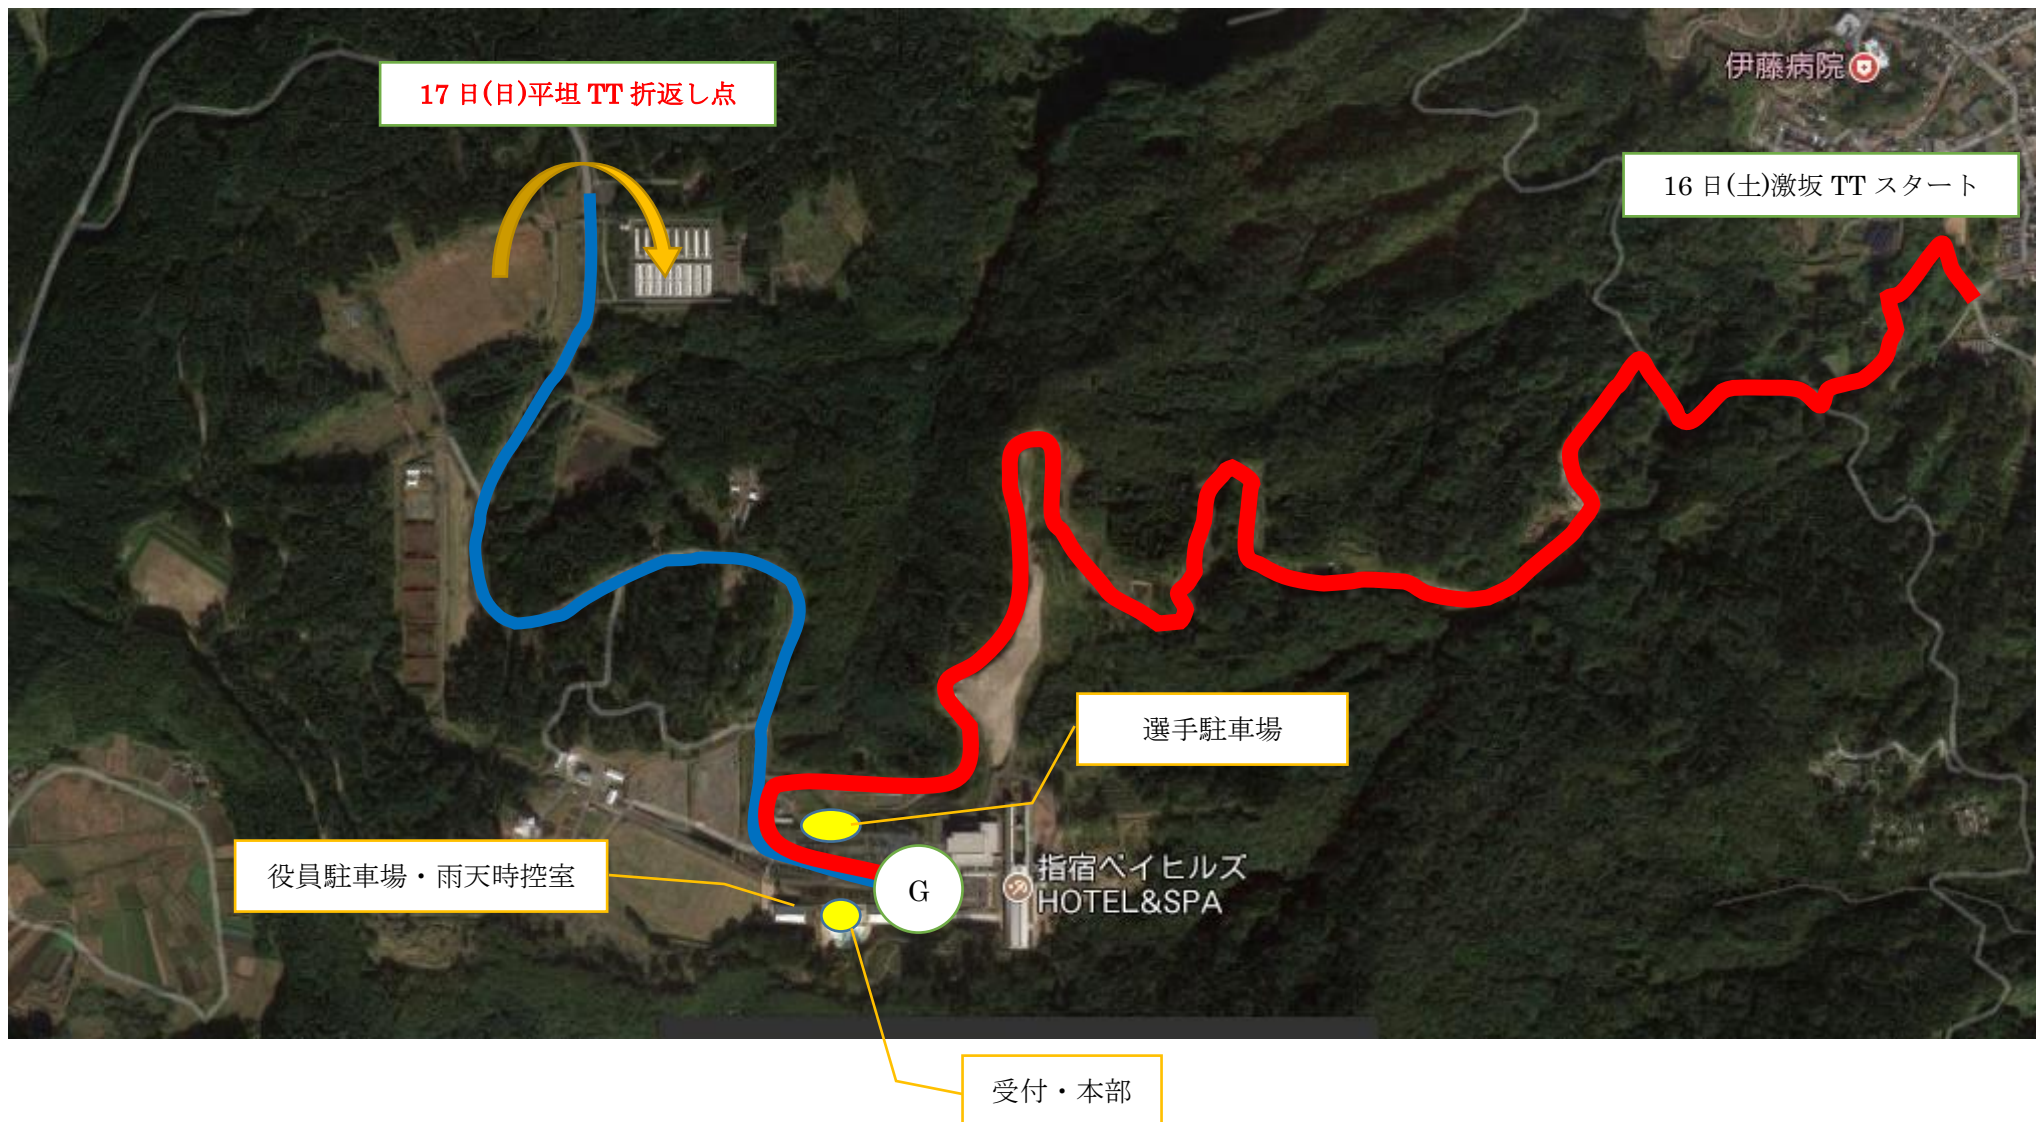 17日(日)平坦TT折返し点
伊藤病院
16日(土)激坂TTスタート
選手駐車場
役員駐車場・雨天時控室
G
指宿ベイヒルズ
HOTEL&SPA
受付・本部